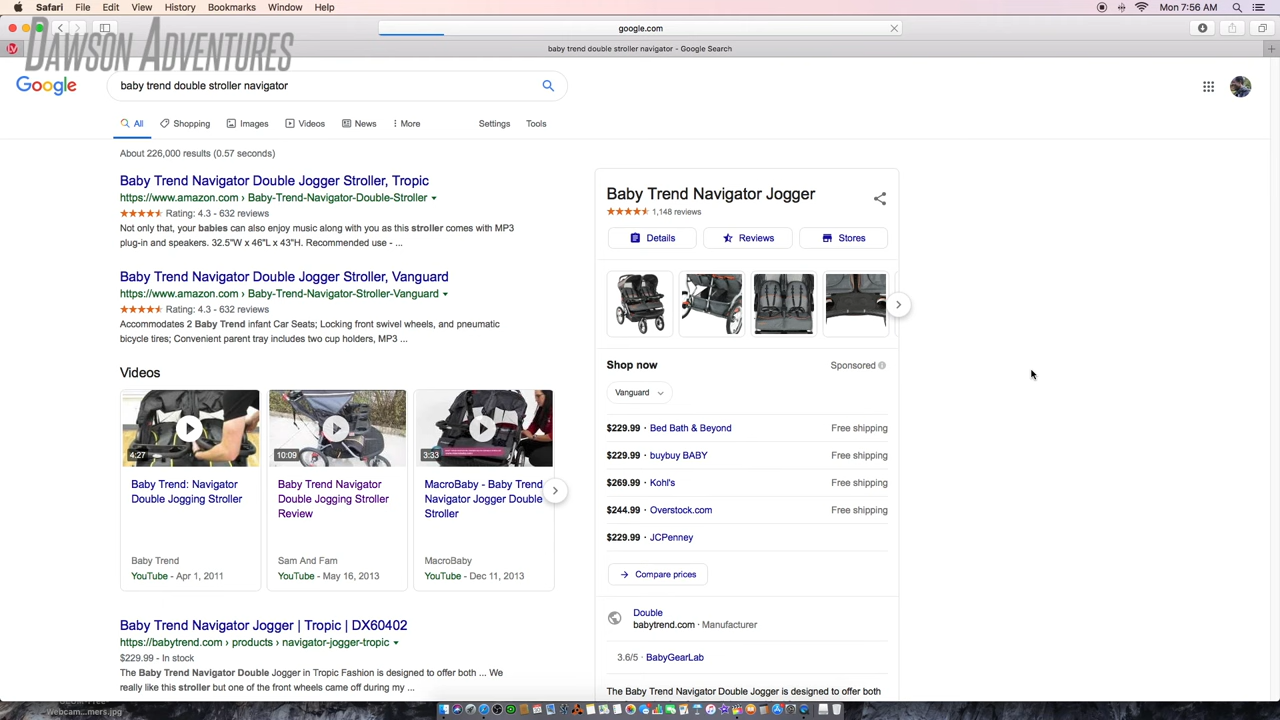 Safari File Edit View History Bookmarks Window Help Mon 7:56 AM
google.com
baby trend double stroller navigator - Google Search
DAWSON ADVENTURES
Google
baby trend double stroller navigator
All Shopping Images Videos News More Settings Tools
About 226,000 results (0.57 seconds)
Baby Trend Navigator Double Jogger Stroller, Tropic
https://www.amazon.com › Baby-Trend-Navigator-Double-Stroller
Rating: 4.3 - 632 reviews
Not only that, your babies can also enjoy music along with you as this stroller comes with MP3
plug-in and speakers. 32.5"W x 46"L x 43"H. Recommended use - ...
Baby Trend Navigator Double Jogger Stroller, Vanguard
https://www.amazon.com › Baby-Trend-Navigator-Stroller-Vanguard
Rating: 4.3 - 632 reviews
Accommodates 2 Baby Trend infant Car Seats; Locking front swivel wheels, and pneumatic
bicycle tires; Convenient parent tray includes two cup holders, MP3 ...
Videos
4:27
10:09
3:33
Baby Trend: Navigator
Double Jogging Stroller
Baby Trend
YouTube - Apr 1, 2011
Baby Trend Navigator
Double Jogging Stroller
Review
Sam And Fam
YouTube - May 16, 2013
MacroBaby - Baby Trend
Navigator Jogger Double
Stroller
MacroBaby
YouTube - Dec 11, 2013
Baby Trend Navigator Jogger | Tropic | DX60402
https://babytrend.com › products › navigator-jogger-tropic
$229.99 - In stock
The Baby Trend Navigator Double Jogger in Tropic Fashion is designed to offer both ... We
really like this stroller but one of the front wheels came off during my ...
Baby Trend Navigator Jogger
1,148 reviews
Details Reviews Stores
Shop now Sponsored
Vanguard
$229.99 · Bed Bath & Beyond Free shipping
$229.99 · buybuy BABY Free shipping
$269.99 · Kohl's Free shipping
$244.99 · Overstock.com Free shipping
$229.99 · JCPenney
Compare prices
Double
babytrend.com · Manufacturer
3.6/5 · BabyGearLab
The Baby Trend Navigator Double Jogger is designed to offer both